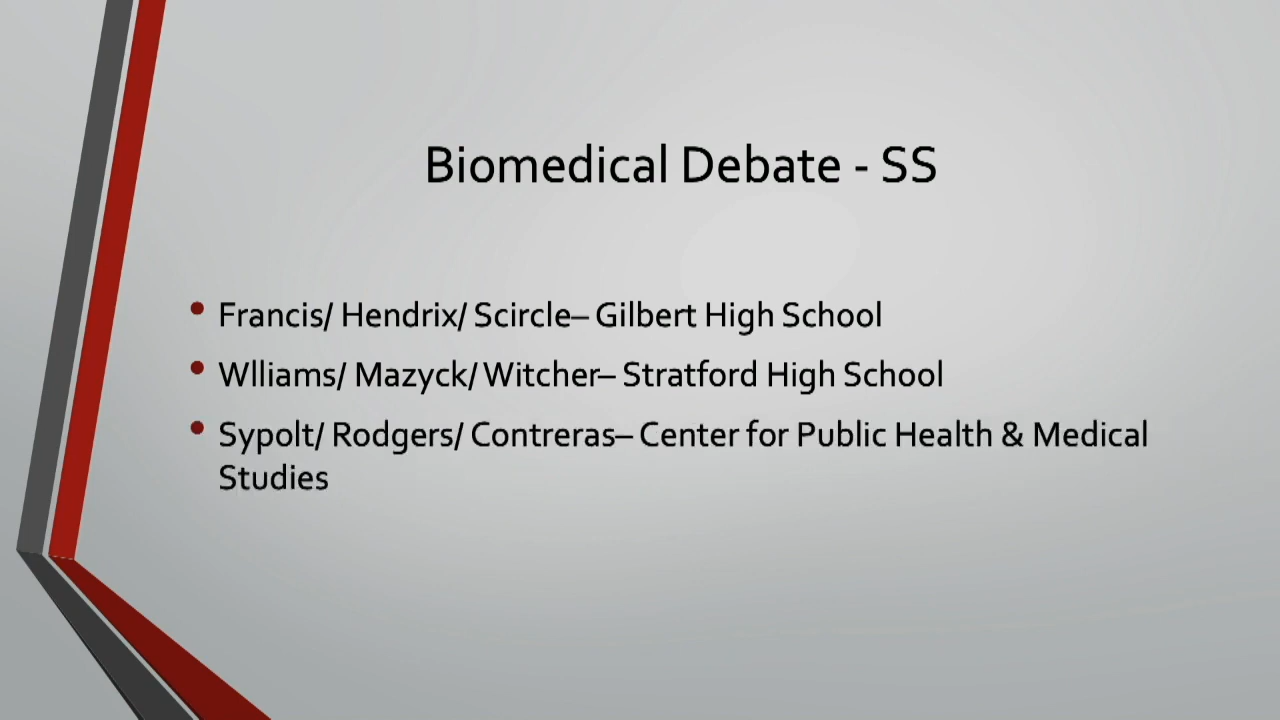 Biomedical Debate - SS
• Francis/ Hendrix/ Scircle– Gilbert High School
• Wlliams/ Mazyck/ Witcher– Stratford High School
• Sypolt/ Rodgers/ Contreras– Center for Public Health & Medical
Studies